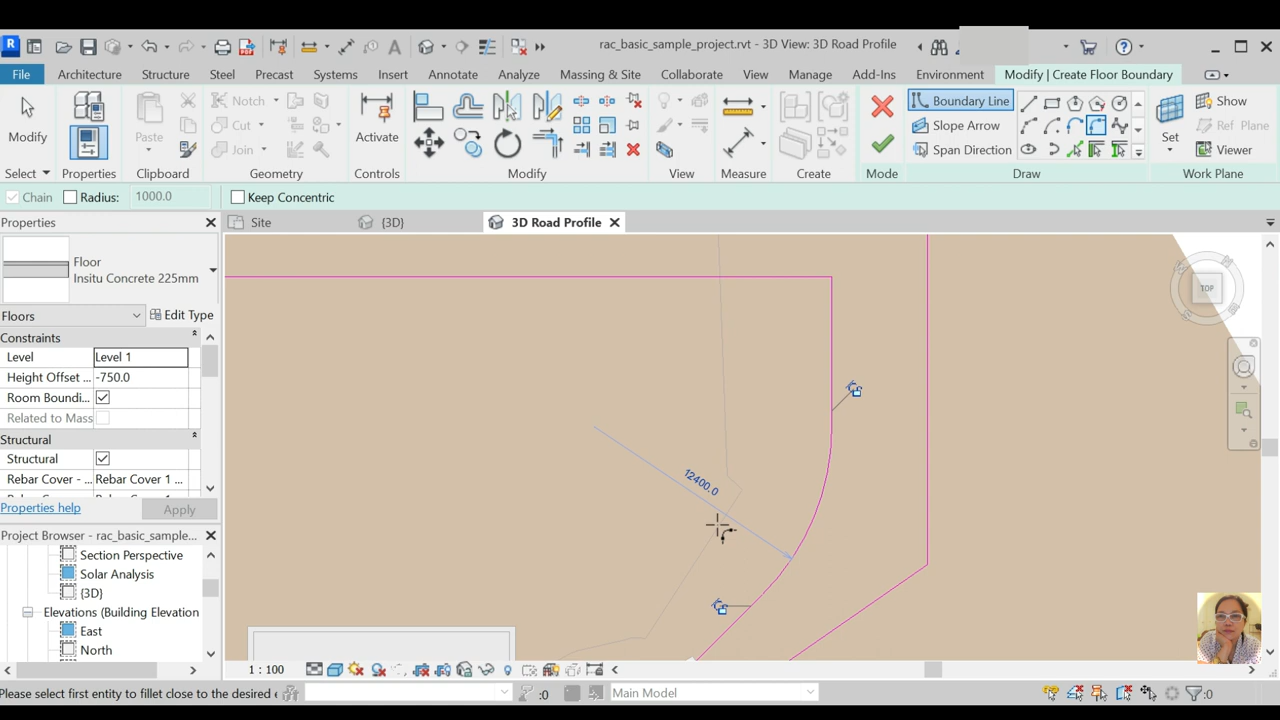 rac_basic_sample_project.rvt - 3D View: 3D Road Profile
File Architecture Structure Steel Precast Systems Insert Annotate Analyze Massing & Site Collaborate View Manage Add-Ins Environment Modify | Create Floor Boundary
Modify
Paste
Notch
Cut
Join
Activate
Boundary Line
Slope Arrow
Span Direction
Set
Show
Ref Plane
Viewer
Select Properties Clipboard Geometry Controls Modify View Measure Create Mode Draw Work Plane
Chain Radius: 1000.0 Keep Concentric
Properties
Site {3D} 3D Road Profile
Floor
Insitu Concrete 225mm
Floors Edit Type
Constraints
Level Level 1
Height Offset ... -750.0
Room Boundi...
Related to Mass
Structural
Structural
Rebar Cover - ... Rebar Cover 1 ...
Properties help Apply
Project Browser - rac_basic_sample...
Section Perspective
Solar Analysis
{3D}
Elevations (Building Elevation
East
North
12400.0
TOP
1 : 100
Please select first entity to fillet close to the desired
:0 Main Model :0